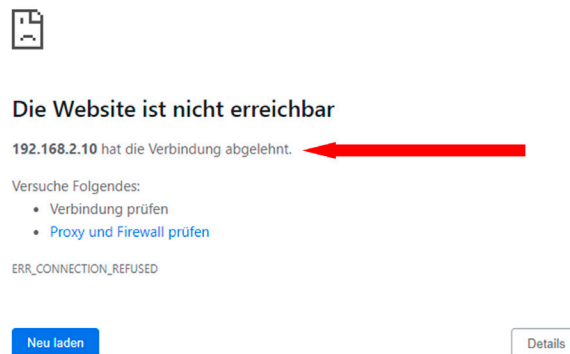 Die Website ist nicht erreichbar
192.168.2.10 hat die Verbindung abgelehnt.
Versuche Folgendes:
• Verbindung prüfen
• Proxy und Firewall prüfen
ERR_CONNECTION_REFUSED
Neu laden
Details